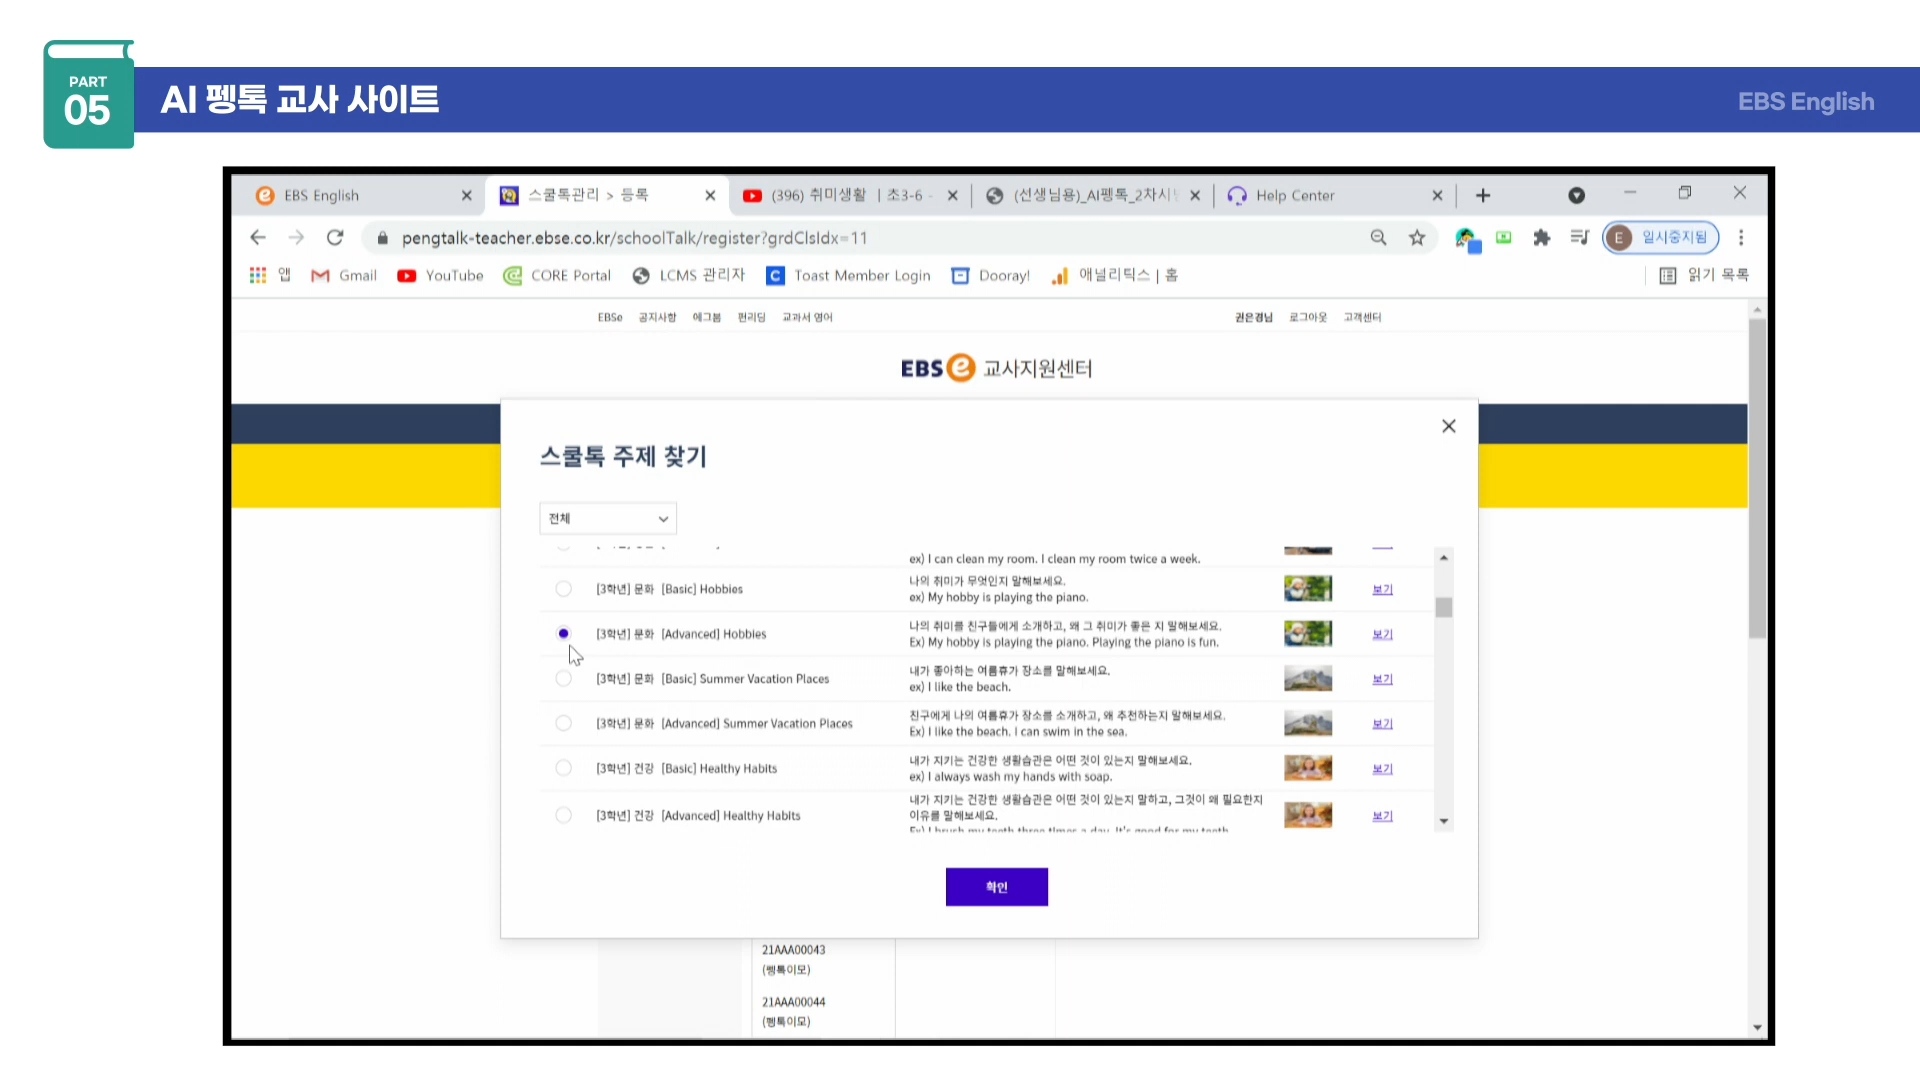 PART
05
AI 펭톡 교사 사이트
EBS English
EBS English
스쿨톡관리 > 등록
(396) 취미생활 | 초3-6 -
(선생님용)_AI펭톡_2차시
Help Center
pengtalk-teacher.ebse.co.kr/schoolTalk/register?grdClsIdx=11
E 일시중지됨
앱
Gmail
YouTube
CORE Portal
LCMS 관리자
Toast Member Login
Dooray!
애널리틱스 | 홈
읽기 목록
EBSe 공지사항 에그붐 펀리딩 교과서 영어
권은경님 로그아웃 고객센터
EBS e 교사지원센터
스쿨톡 주제 찾기
전체
ex) I can clean my room. I clean my room twice a week.
[3학년] 문화 [Basic] Hobbies
나의 취미가 무엇인지 말해보세요.
ex) My hobby is playing the piano.
보기
[3학년] 문화 [Advanced] Hobbies
나의 취미를 친구들에게 소개하고, 왜 그 취미가 좋은 지 말해보세요.
Ex) My hobby is playing the piano. Playing the piano is fun.
보기
[3학년] 문화 [Basic] Summer Vacation Places
내가 좋아하는 여름휴가 장소를 말해보세요.
ex) I like the beach.
보기
[3학년] 문화 [Advanced] Summer Vacation Places
친구에게 나의 여름휴가 장소를 소개하고, 왜 추천하는지 말해보세요.
Ex) I like the beach. I can swim in the sea.
보기
[3학년] 건강 [Basic] Healthy Habits
내가 지키는 건강한 생활습관은 어떤 것이 있는지 말해보세요.
ex) I always wash my hands with soap.
보기
[3학년] 건강 [Advanced] Healthy Habits
내가 지키는 건강한 생활습관은 어떤 것이 있는지 말하고, 그것이 왜 필요한지
이유를 말해보세요.
Ex) I brush my teeth three times a day. It's good for my teeth.
보기
확인
21AAA00043
(펭톡이모)
21AAA00044
(펭톡이모)